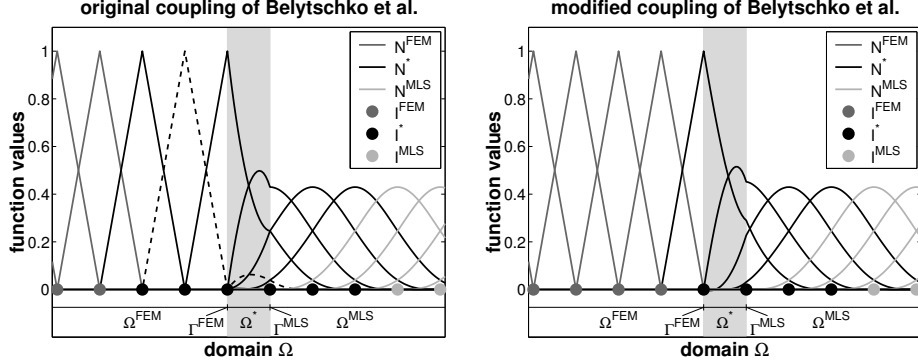 original coupling of Belytschko et al.
function values
1
0.8
0.6
0.4
0.2
0
N^FEM
N^*
N^MLS
I^FEM
I^*
I^MLS
Ω^FEM
Γ^FEM
Ω^*
Γ^MLS
Ω^MLS
domain Ω
modified coupling of Belytschko et al.
function values
1
0.8
0.6
0.4
0.2
0
N^FEM
N^*
N^MLS
I^FEM
I^*
I^MLS
Ω^FEM
Γ^FEM
Ω^*
Γ^MLS
Ω^MLS
domain Ω